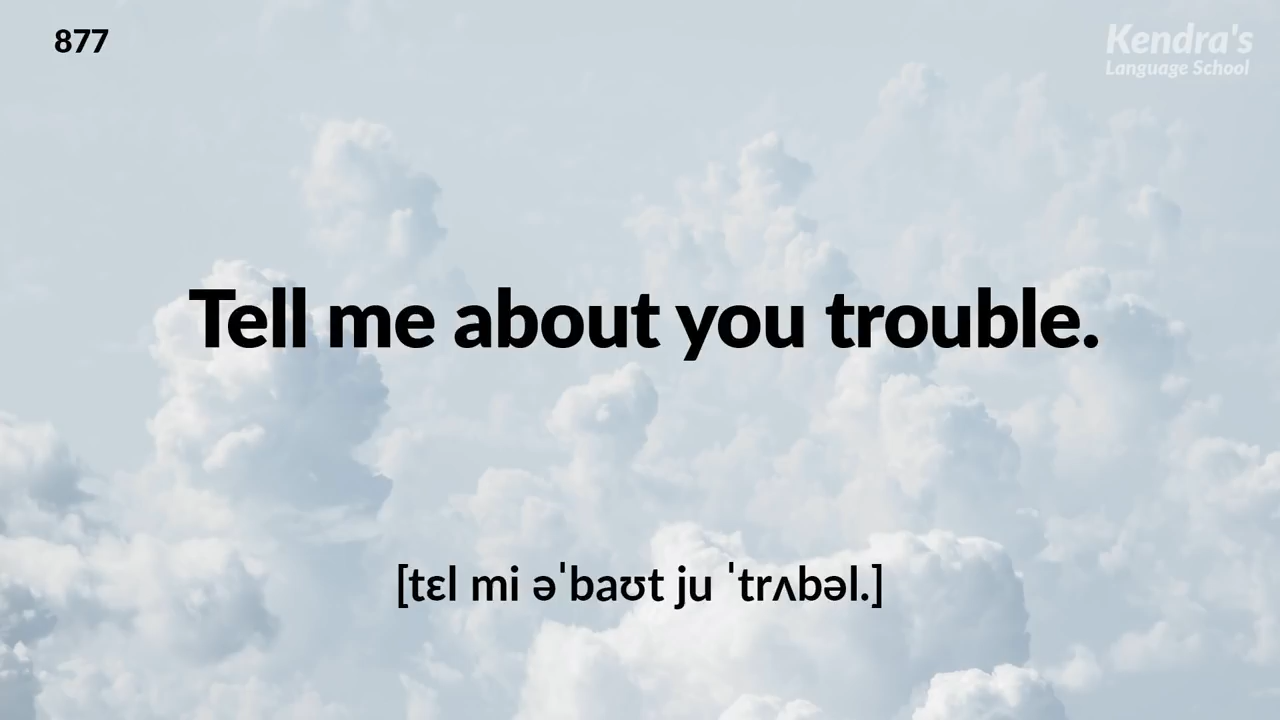 877
Kendra's
Language School
Tell me about you trouble.
[tɛl mi əˈbaʊt ju ˈtrʌbəl.]